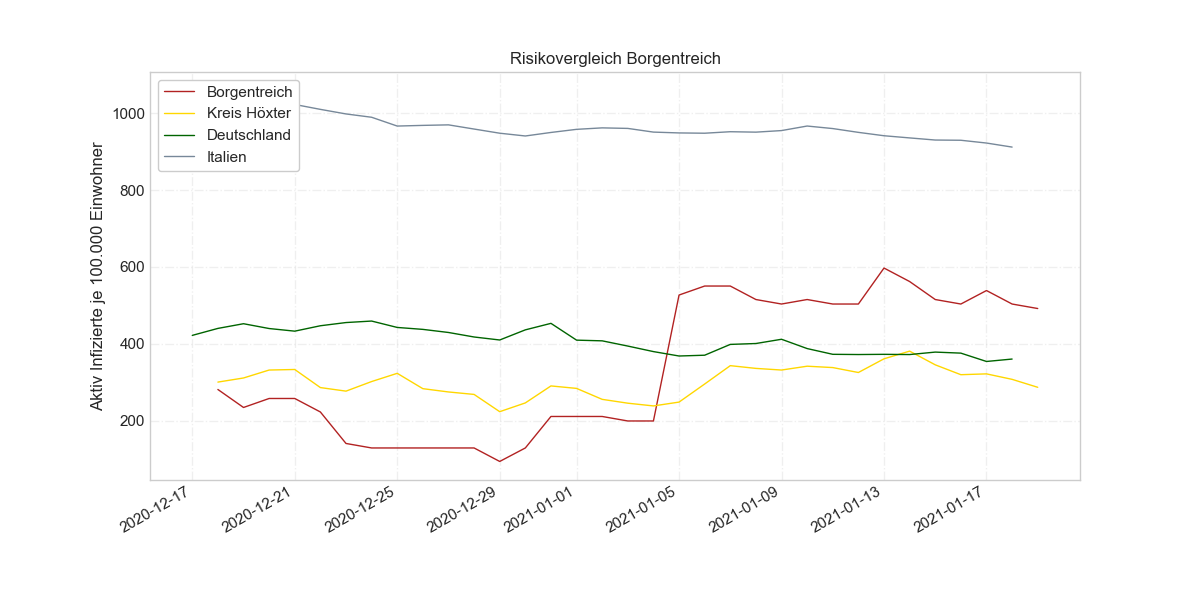 Risikovergleich Borgentreich
Borgentreich
Kreis Höxter
Deutschland
Italien
Aktiv Infizierte je 100.000 Einwohner
1000
800
600
400
200
2020-12-17
2020-12-21
2020-12-25
2020-12-29
2021-01-01
2021-01-05
2021-01-09
2021-01-13
2021-01-17